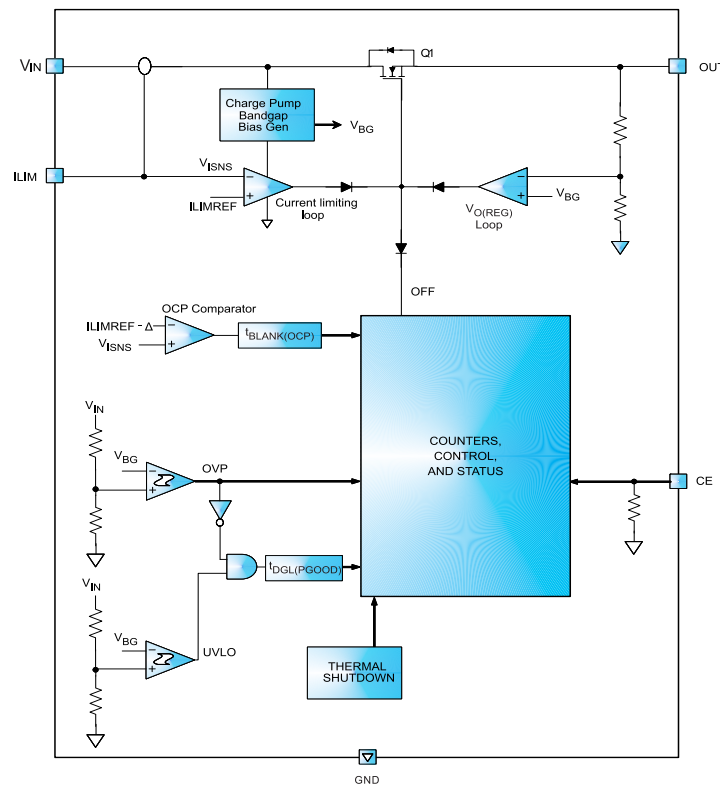 Q1
VIN
OUT
Charge Pump
Bandgap
Bias Gen
VBG
ILIM
VISNS
ILIMREF
Current limiting
loop
VBG
VO(REG)
Loop
OFF
OCP Comparator
ILIMREF - Δ
VISNS
tBLANK(OCP)
COUNTERS,
CONTROL,
AND STATUS
VIN
VBG
OVP
CE
tDGL(PGOOD)
VIN
VBG
UVLO
THERMAL
SHUTDOWN
GND